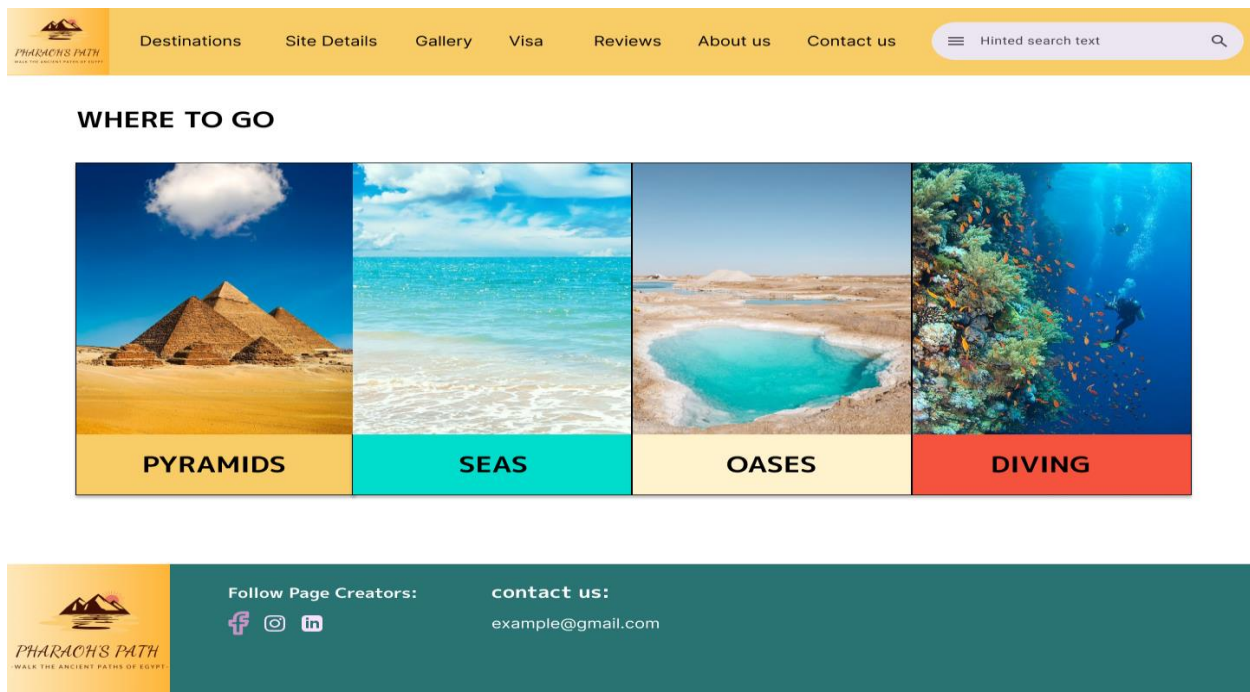 PHARAOH'S PATH
WALK THE ANCIENT PATHS OF EGYPT
Destinations Site Details Gallery Visa Reviews About us Contact us Hinted search text
WHERE TO GO
PYRAMIDS SEAS OASES DIVING
Follow Page Creators: contact us:
example@gmail.com
PHARAOH'S PATH
-WALK THE ANCIENT PATHS OF EGYPT-